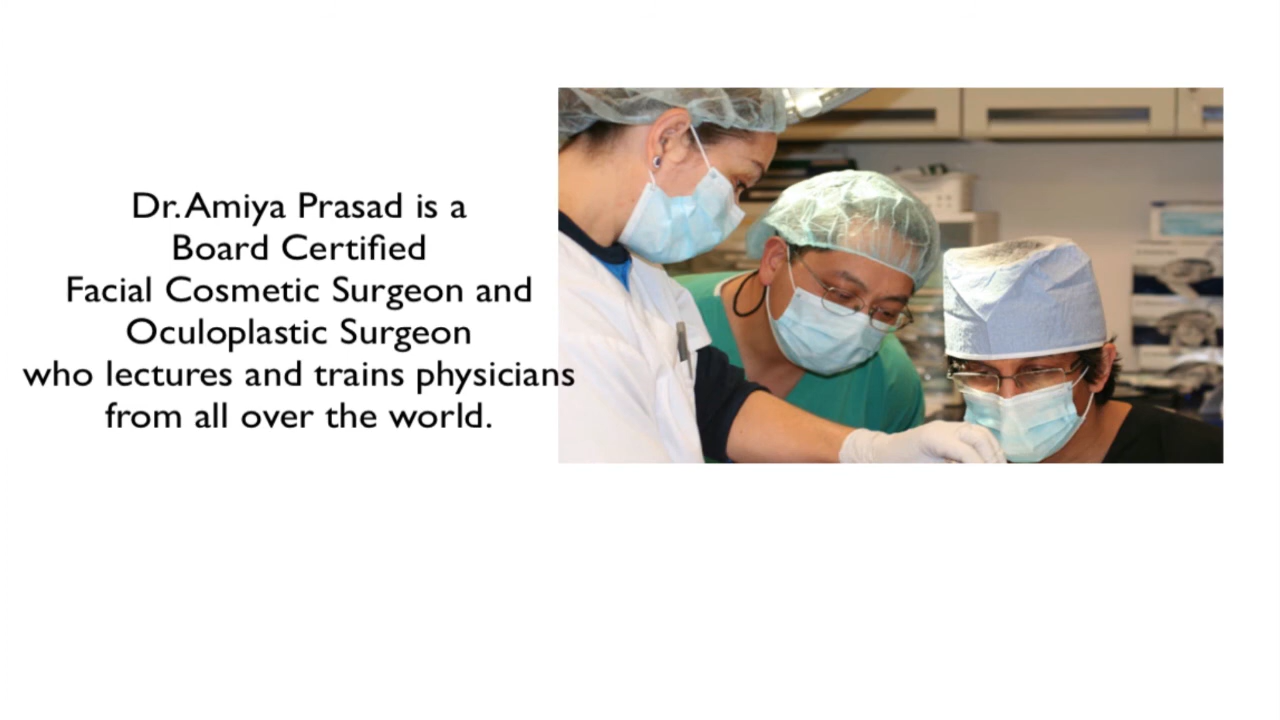 Dr. Amiya Prasad is a
Board Certified
Facial Cosmetic Surgeon and
Oculoplastic Surgeon
who lectures and trains physicians
from all over the world.